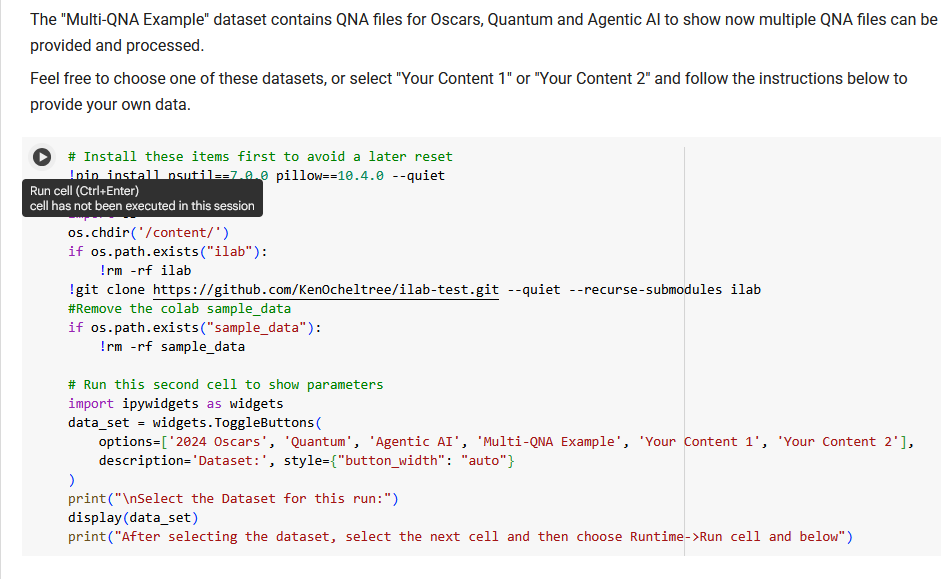 The "Multi-QNA Example" dataset contains QNA files for Oscars, Quantum and Agentic AI to show now multiple QNA files can be
provided and processed.
Feel free to choose one of these datasets, or select "Your Content 1" or "Your Content 2" and follow the instructions below to
provide your own data.
# Install these items first to avoid a later reset
!pip install psutil==7.0.0 pillow==10.4.0 --quiet
Run cell (Ctrl+Enter)
cell has not been executed in this session
os.chdir('/content/')
if os.path.exists("ilab"):
    !rm -rf ilab
!git clone https://github.com/KenOcheltree/ilab-test.git --quiet --recurse-submodules ilab
#Remove the colab sample_data
if os.path.exists("sample_data"):
    !rm -rf sample_data
# Run this second cell to show parameters
import ipywidgets as widgets
data_set = widgets.ToggleButtons(
    options=['2024 Oscars', 'Quantum', 'Agentic AI', 'Multi-QNA Example', 'Your Content 1', 'Your Content 2'],
    description='Dataset:', style={"button_width": "auto"}
)
print("\nSelect the Dataset for this run:")
display(data_set)
print("After selecting the dataset, select the next cell and then choose Runtime->Run cell and below")